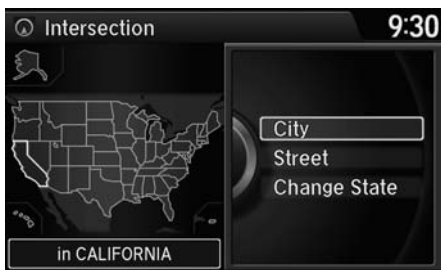 Intersection
9:30
City
Street
Change State
in CALIFORNIA